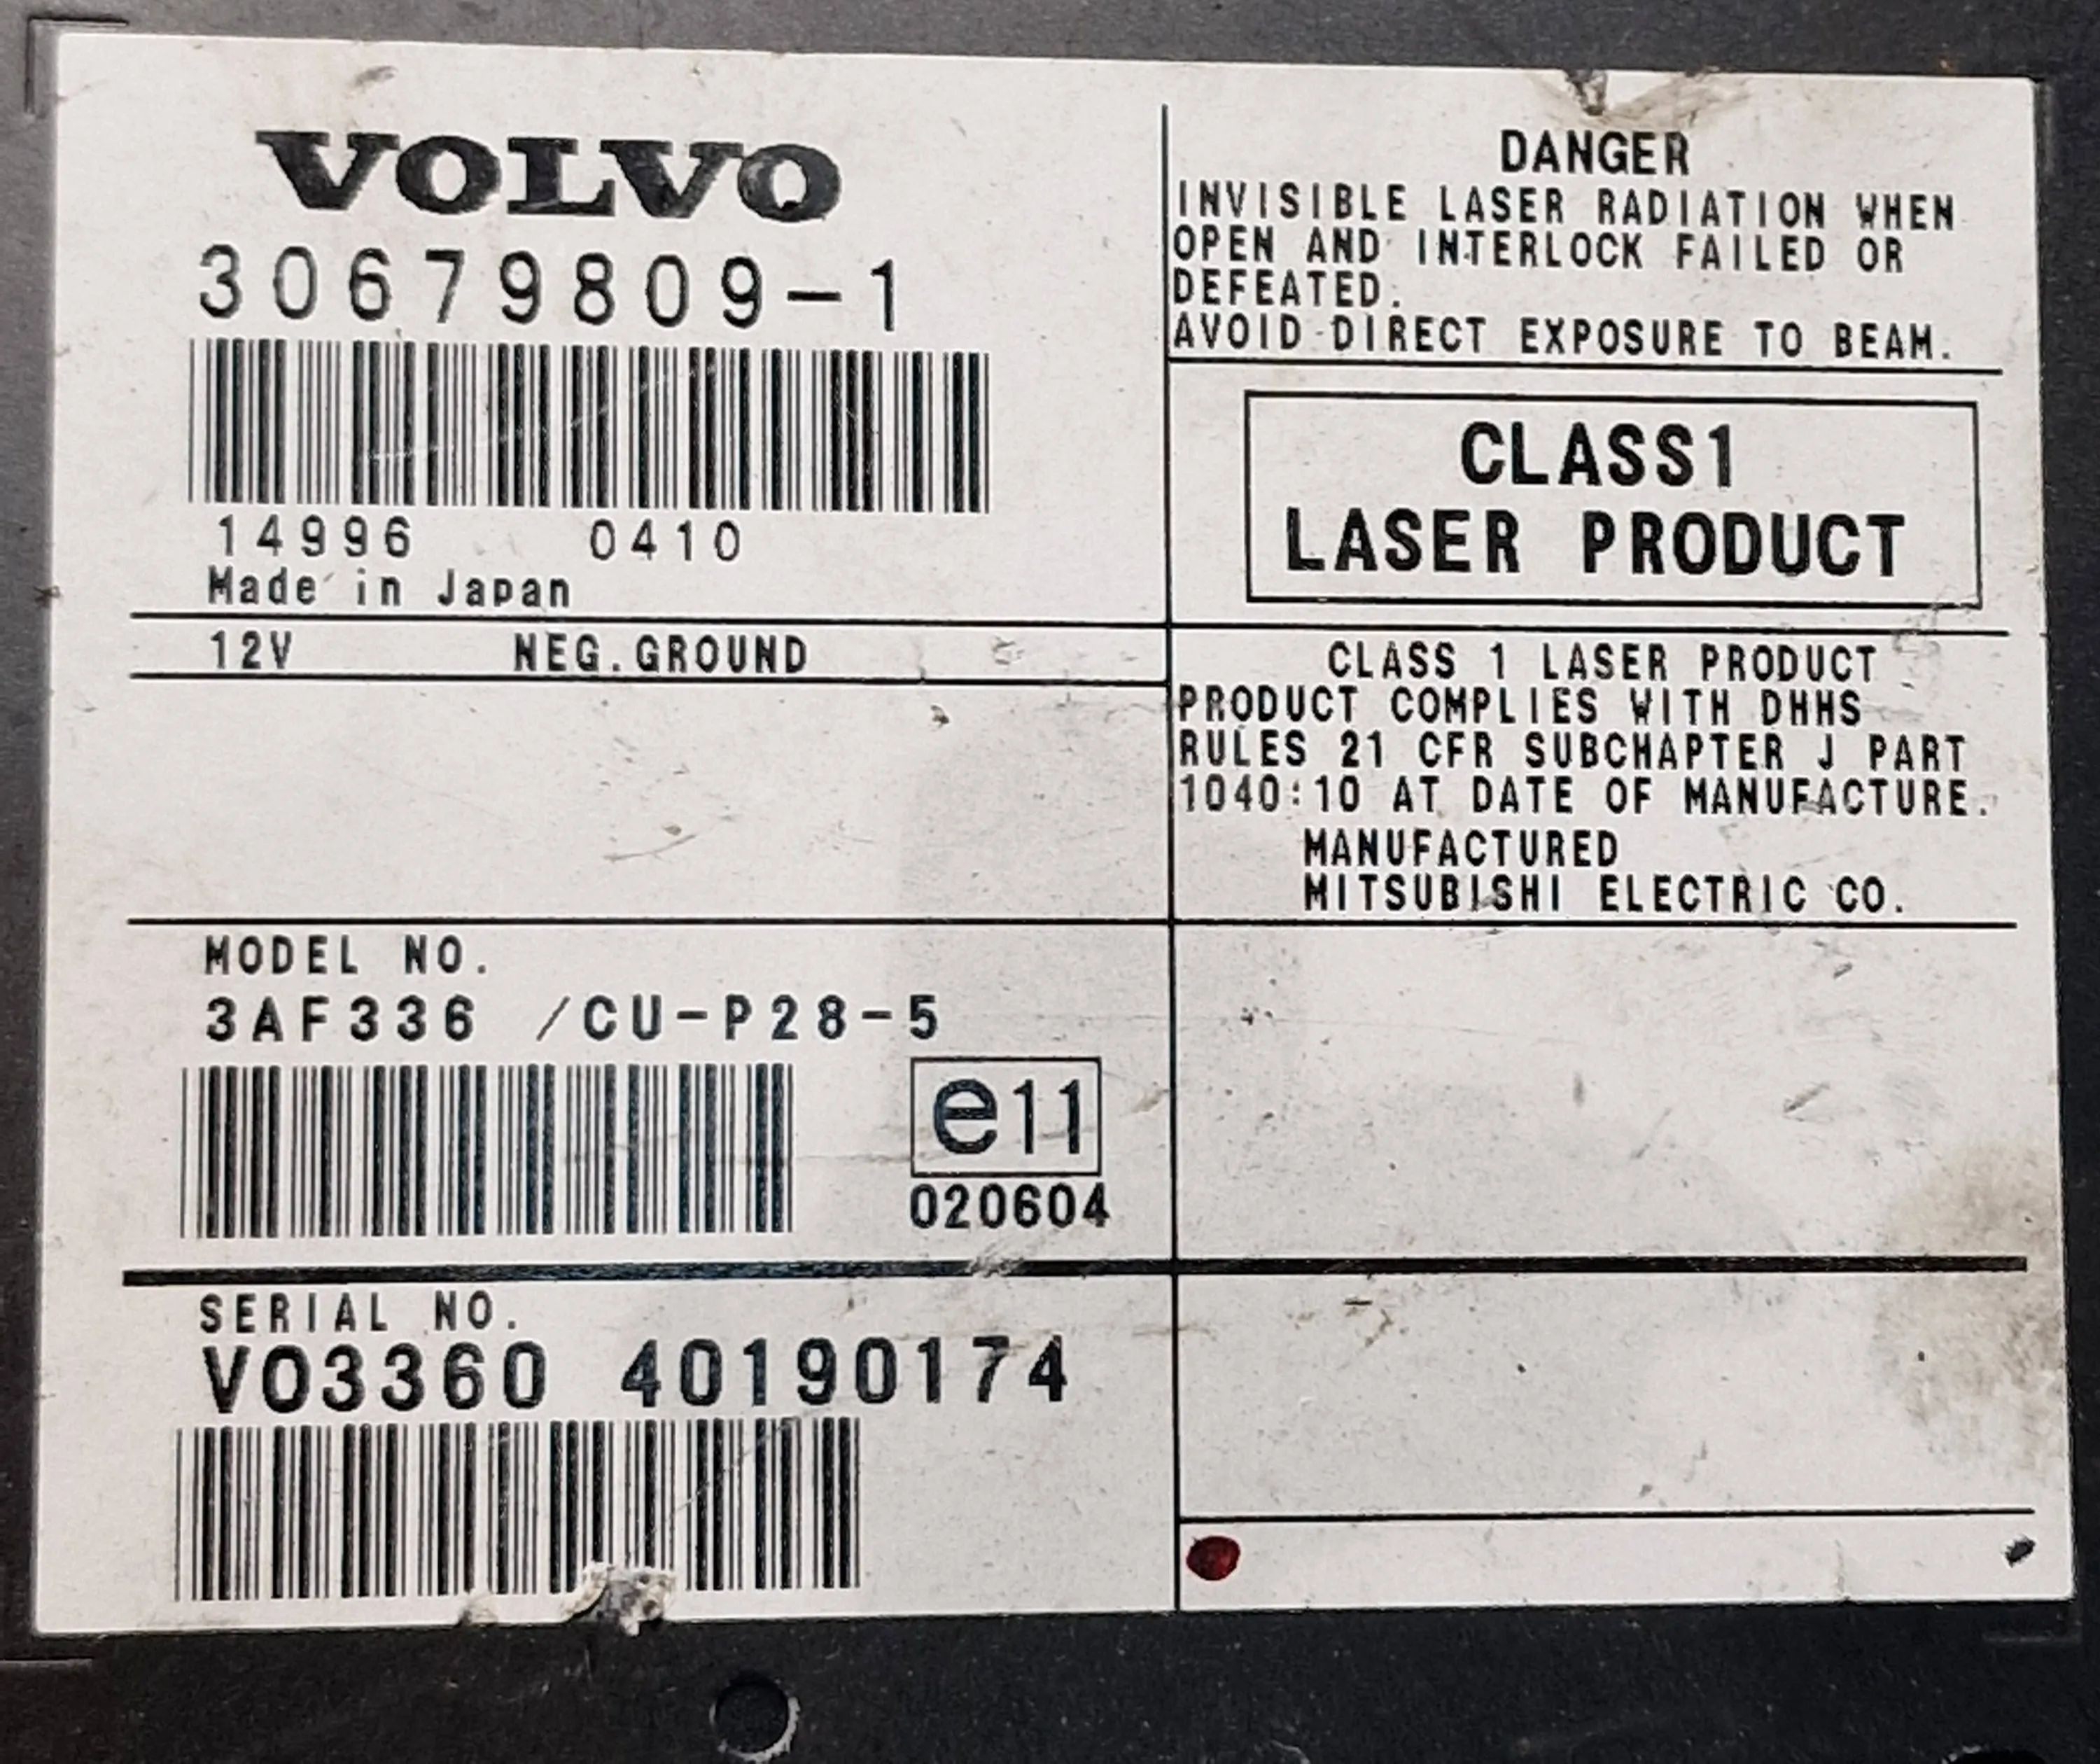 VOLVO
30679809-1
14996 0410
Made in Japan
12V NEG.GROUND
MODEL NO.
3AF336 /CU-P28-5
e11
020604
SERIAL NO.
VO3360 40190174
DANGER
INVISIBLE LASER RADIATION WHEN
OPEN AND INTERLOCK FAILED OR
DEFEATED.
AVOID DIRECT EXPOSURE TO BEAM.
CLASS1
LASER PRODUCT
CLASS 1 LASER PRODUCT
PRODUCT COMPLIES WITH DHHS
RULES 21 CFR SUBCHAPTER J PART
1040:10 AT DATE OF MANUFACTURE.
MANUFACTURED
MITSUBISHI ELECTRIC CO.